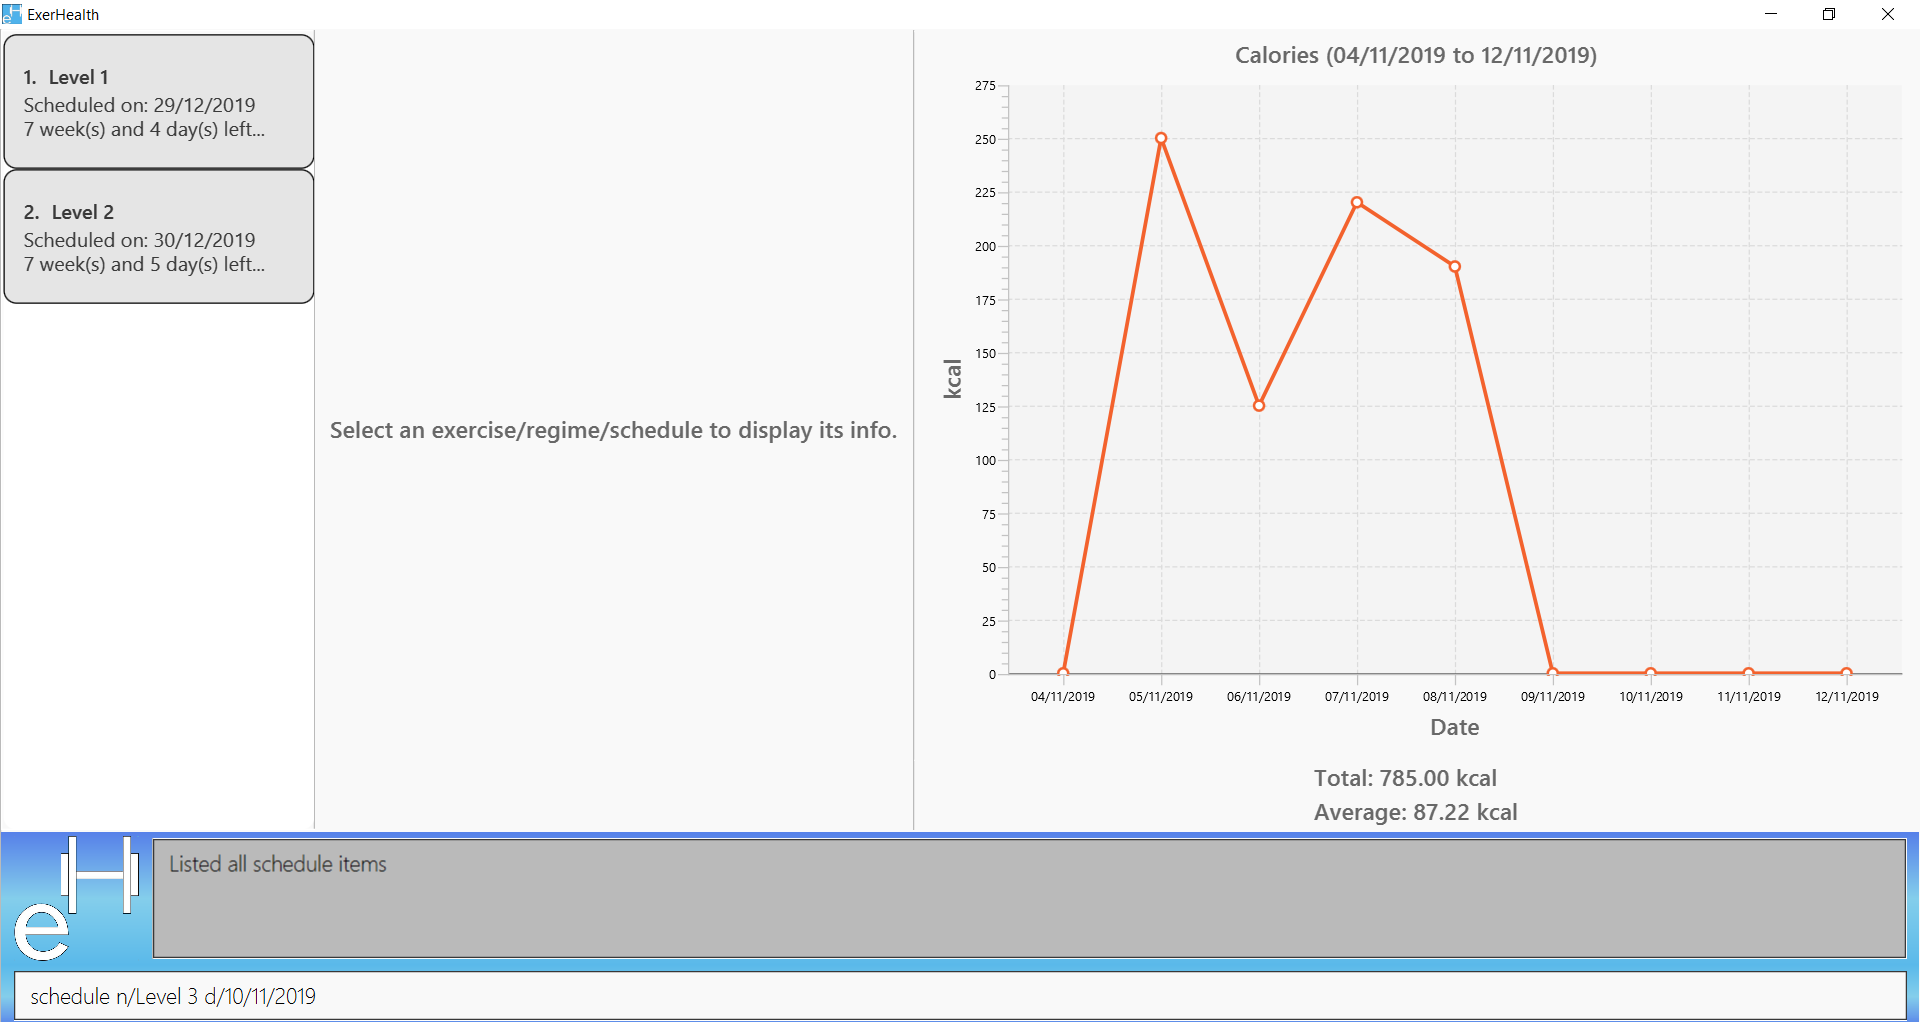 ExerHealth
1. Level 1
Scheduled on: 29/12/2019
7 week(s) and 4 day(s) left...
2. Level 2
Scheduled on: 30/12/2019
7 week(s) and 5 day(s) left...
Select an exercise/regime/schedule to display its info.
Calories (04/11/2019 to 12/11/2019)
275
250
225
200
175
150
125
100
75
50
25
0
kcal
04/11/2019 05/11/2019 06/11/2019 07/11/2019 08/11/2019 09/11/2019 10/11/2019 11/11/2019 12/11/2019
Date
Total: 785.00 kcal
Average: 87.22 kcal
eH
Listed all schedule items
schedule n/Level 3 d/10/11/2019